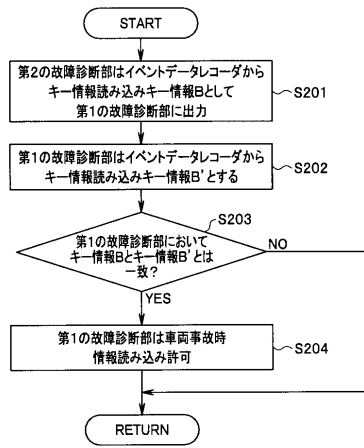 START
第2の故障診断部はイベントデータレコーダから
キー情報読み込みキー情報Bとして
第1の故障診断部に出力
S201
第1の故障診断部はイベントデータレコーダから
キー情報読み込みキー情報B'とする
S202
S203
第1の故障診断部において
キー情報Bとキー情報B'とは
一致?
NO
YES
第1の故障診断部は車両事故時
情報読み込み許可
S204
RETURN